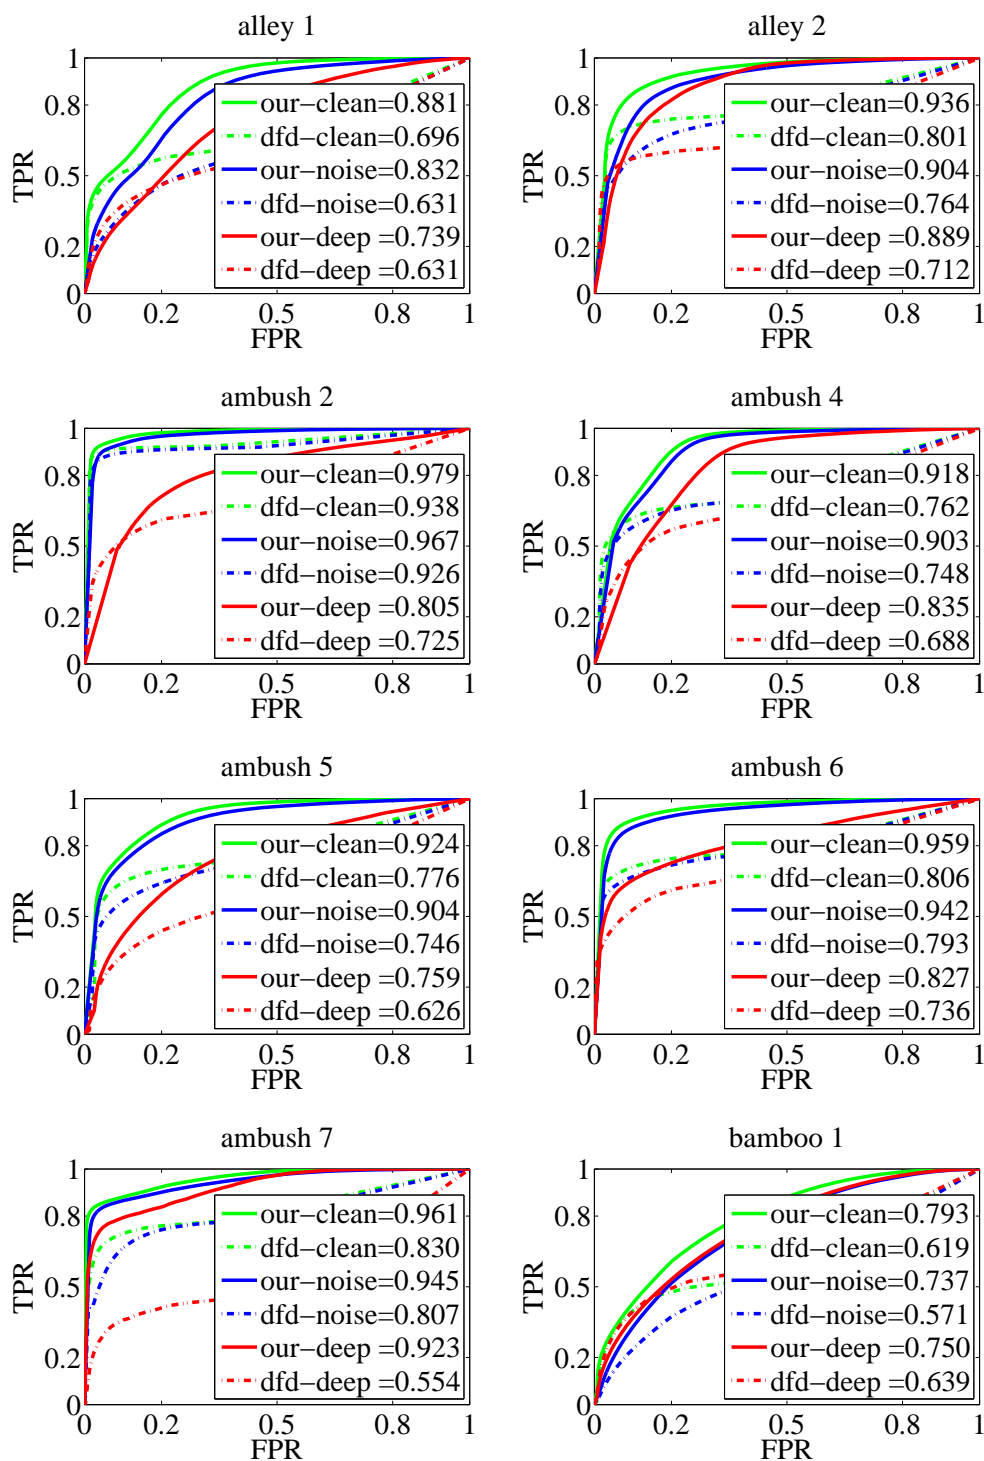 alley 1
1
0.8
0.5
0.2
0
TPR
our-clean=0.881
dfd-clean=0.696
our-noise=0.832
dfd-noise=0.631
our-deep =0.739
dfd-deep =0.631
0 0.2 0.5 0.8 1
FPR
alley 2
1
0.8
0.5
0.2
0
TPR
our-clean=0.936
dfd-clean=0.801
our-noise=0.904
dfd-noise=0.764
our-deep =0.889
dfd-deep =0.712
0 0.2 0.5 0.8 1
FPR
ambush 2
1
0.8
0.5
0.2
0
TPR
our-clean=0.979
dfd-clean=0.938
our-noise=0.967
dfd-noise=0.926
our-deep =0.805
dfd-deep =0.725
0 0.2 0.5 0.8 1
FPR
ambush 4
1
0.8
0.5
0.2
0
TPR
our-clean=0.918
dfd-clean=0.762
our-noise=0.903
dfd-noise=0.748
our-deep =0.835
dfd-deep =0.688
0 0.2 0.5 0.8 1
FPR
ambush 5
1
0.8
0.5
0.2
0
TPR
our-clean=0.924
dfd-clean=0.776
our-noise=0.904
dfd-noise=0.746
our-deep =0.759
dfd-deep =0.626
0 0.2 0.5 0.8 1
FPR
ambush 6
1
0.8
0.5
0.2
0
TPR
our-clean=0.959
dfd-clean=0.806
our-noise=0.942
dfd-noise=0.793
our-deep =0.827
dfd-deep =0.736
0 0.2 0.5 0.8 1
FPR
ambush 7
1
0.8
0.5
0.2
0
TPR
our-clean=0.961
dfd-clean=0.830
our-noise=0.945
dfd-noise=0.807
our-deep =0.923
dfd-deep =0.554
0 0.2 0.5 0.8 1
FPR
bamboo 1
1
0.8
0.5
0.2
0
TPR
our-clean=0.793
dfd-clean=0.619
our-noise=0.737
dfd-noise=0.571
our-deep =0.750
dfd-deep =0.639
0 0.2 0.5 0.8 1
FPR